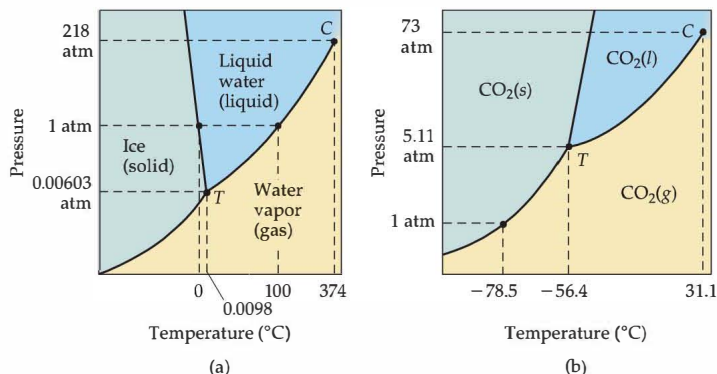 218
atm
C
Liquid
water
(liquid)
1 atm
Ice
(solid)
0.00603
atm
T
Water
vapor
(gas)
Pressure
0
100
374
0.0098
Temperature (°C)
(a)
73
atm
C
CO₂(l)
CO₂(s)
5.11
atm
T
CO₂(g)
1 atm
Pressure
−78.5
−56.4
31.1
Temperature (°C)
(b)